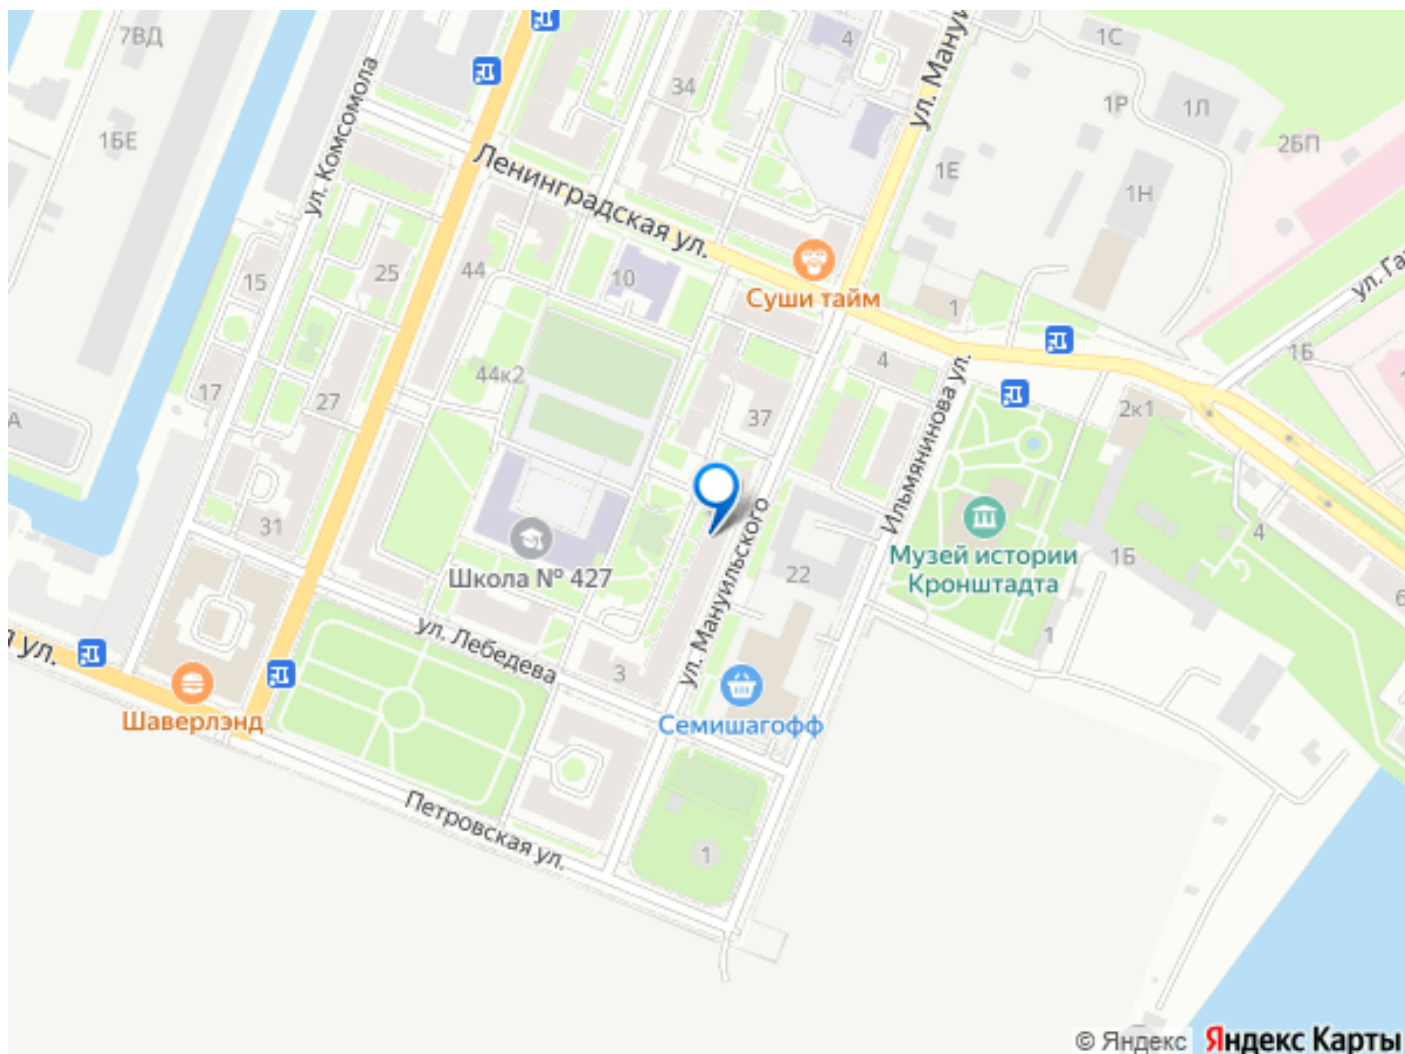 7ВД
4
1С
ул. Мануи
34
1Р
1Л
1БЕ
ул. Комсомола
2БП
Ленинградская ул.
1Е
1Н
15
25
44
10
Суши тайм
1
ул. Га
1Б
44к2
4
17
27
37
2к1
А
Ильмянинова ул.
31
Школа № 427
ул. Мануильского
22
Музей истории
Кронштадта
1Б
4
6
я ул.
ул. Лебедева
3
1
Шаверлэнд
Семишагофф
Петровская ул.
1
© Яндекс Яндекс Карты